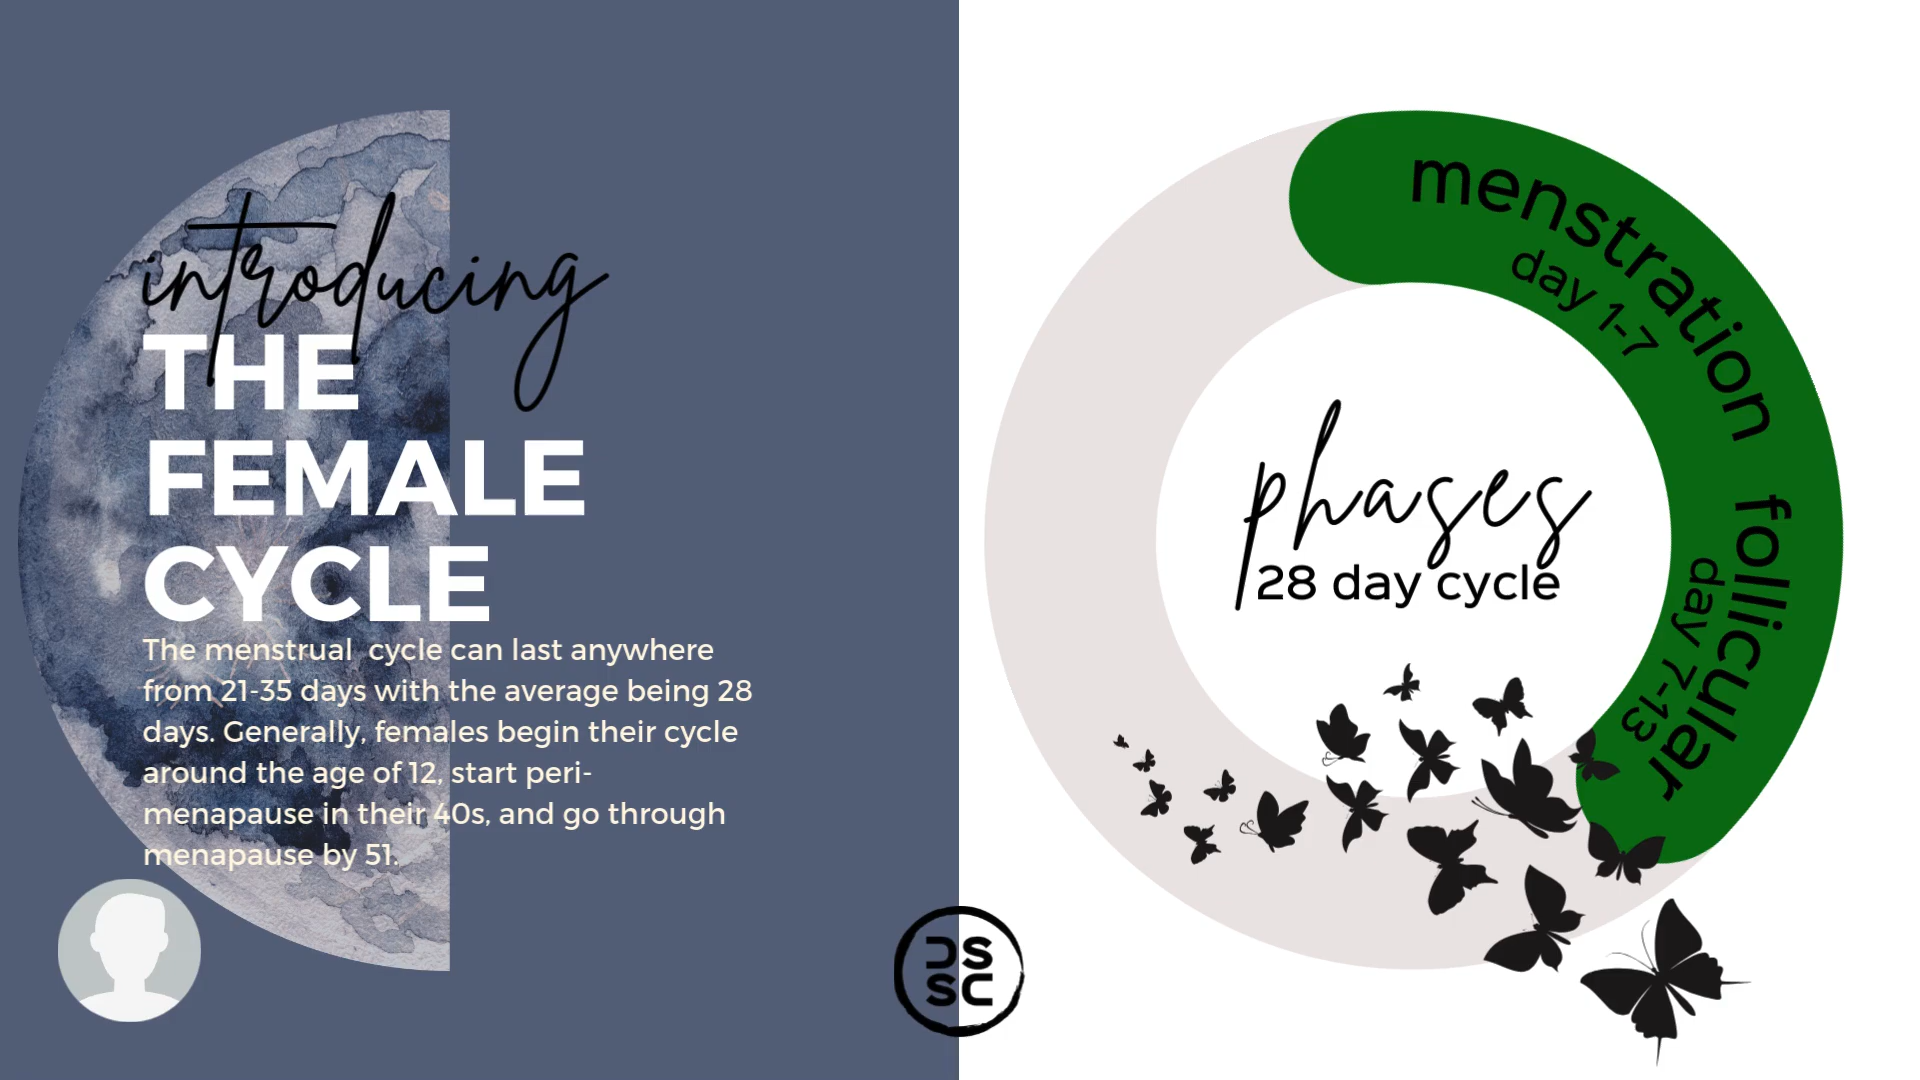 introducing
THE
FEMALE
CYCLE
The menstrual  cycle can last anywhere
from 21-35 days with the average being 28
days. Generally, females begin their cycle
around the age of 12, start peri-
menapause in their 40s, and go through
menapause by 51.
DS
SC
menstration
day 1-7
follicular
day 7-13
phases
28 day cycle